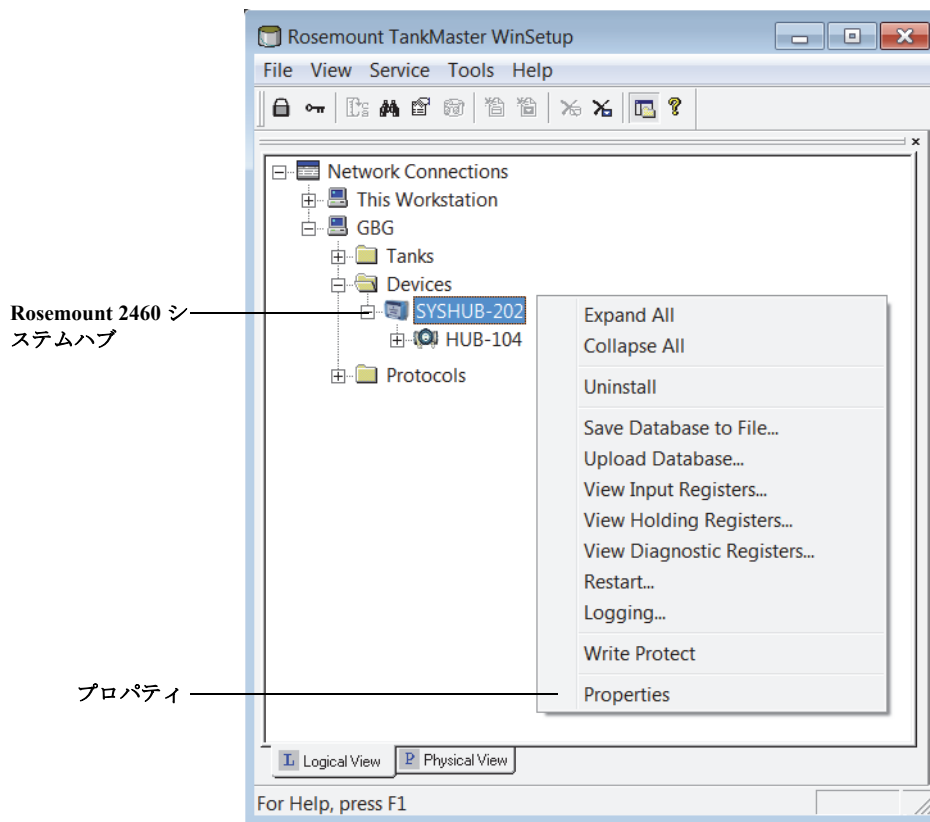 Rosemount TankMaster WinSetup
File View Service Tools Help
Network Connections
This Workstation
GBG
Tanks
Devices
Rosemount 2460 シ
ステムハブ
SYSHUB-202
HUB-104
Protocols
Expand All
Collapse All
Uninstall
Save Database to File...
Upload Database...
View Input Registers...
View Holding Registers...
View Diagnostic Registers...
Restart...
Logging...
Write Protect
プロパティ
Properties
L Logical View P Physical View
For Help, press F1